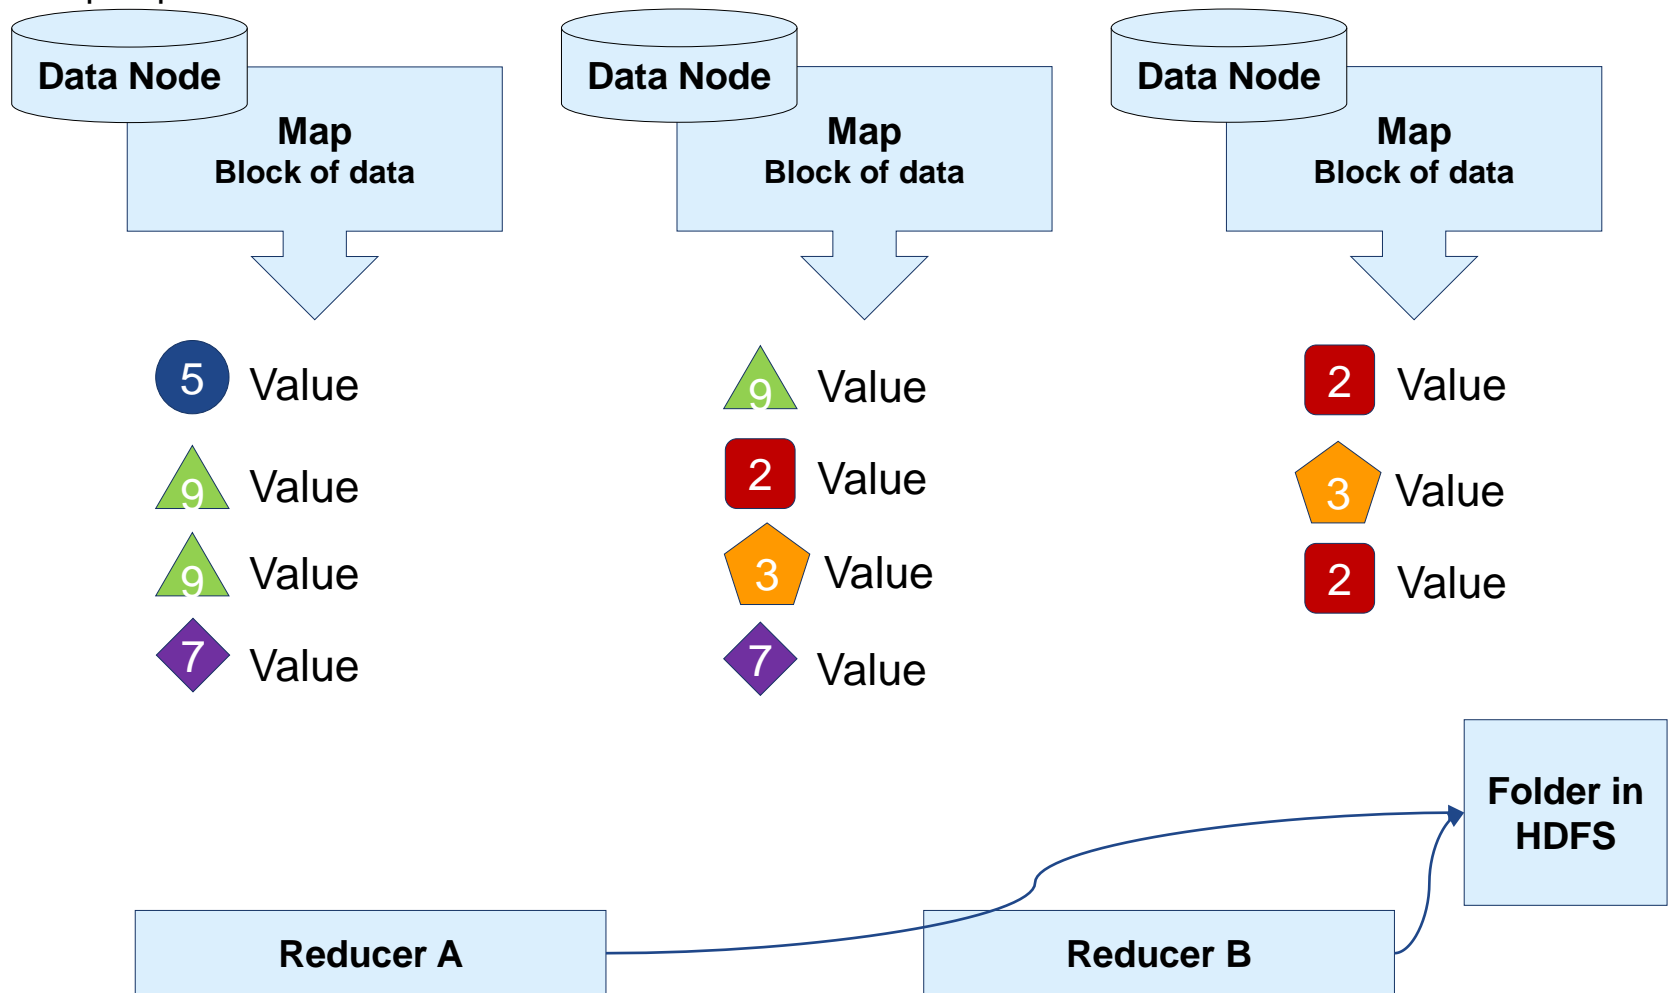 Data Node
Map
Block of data
Data Node
Map
Block of data
Data Node
Map
Block of data
5 Value
9 Value
9 Value
7 Value
9 Value
2 Value
3 Value
7 Value
2 Value
3 Value
2 Value
Folder in
HDFS
Reducer A
Reducer B